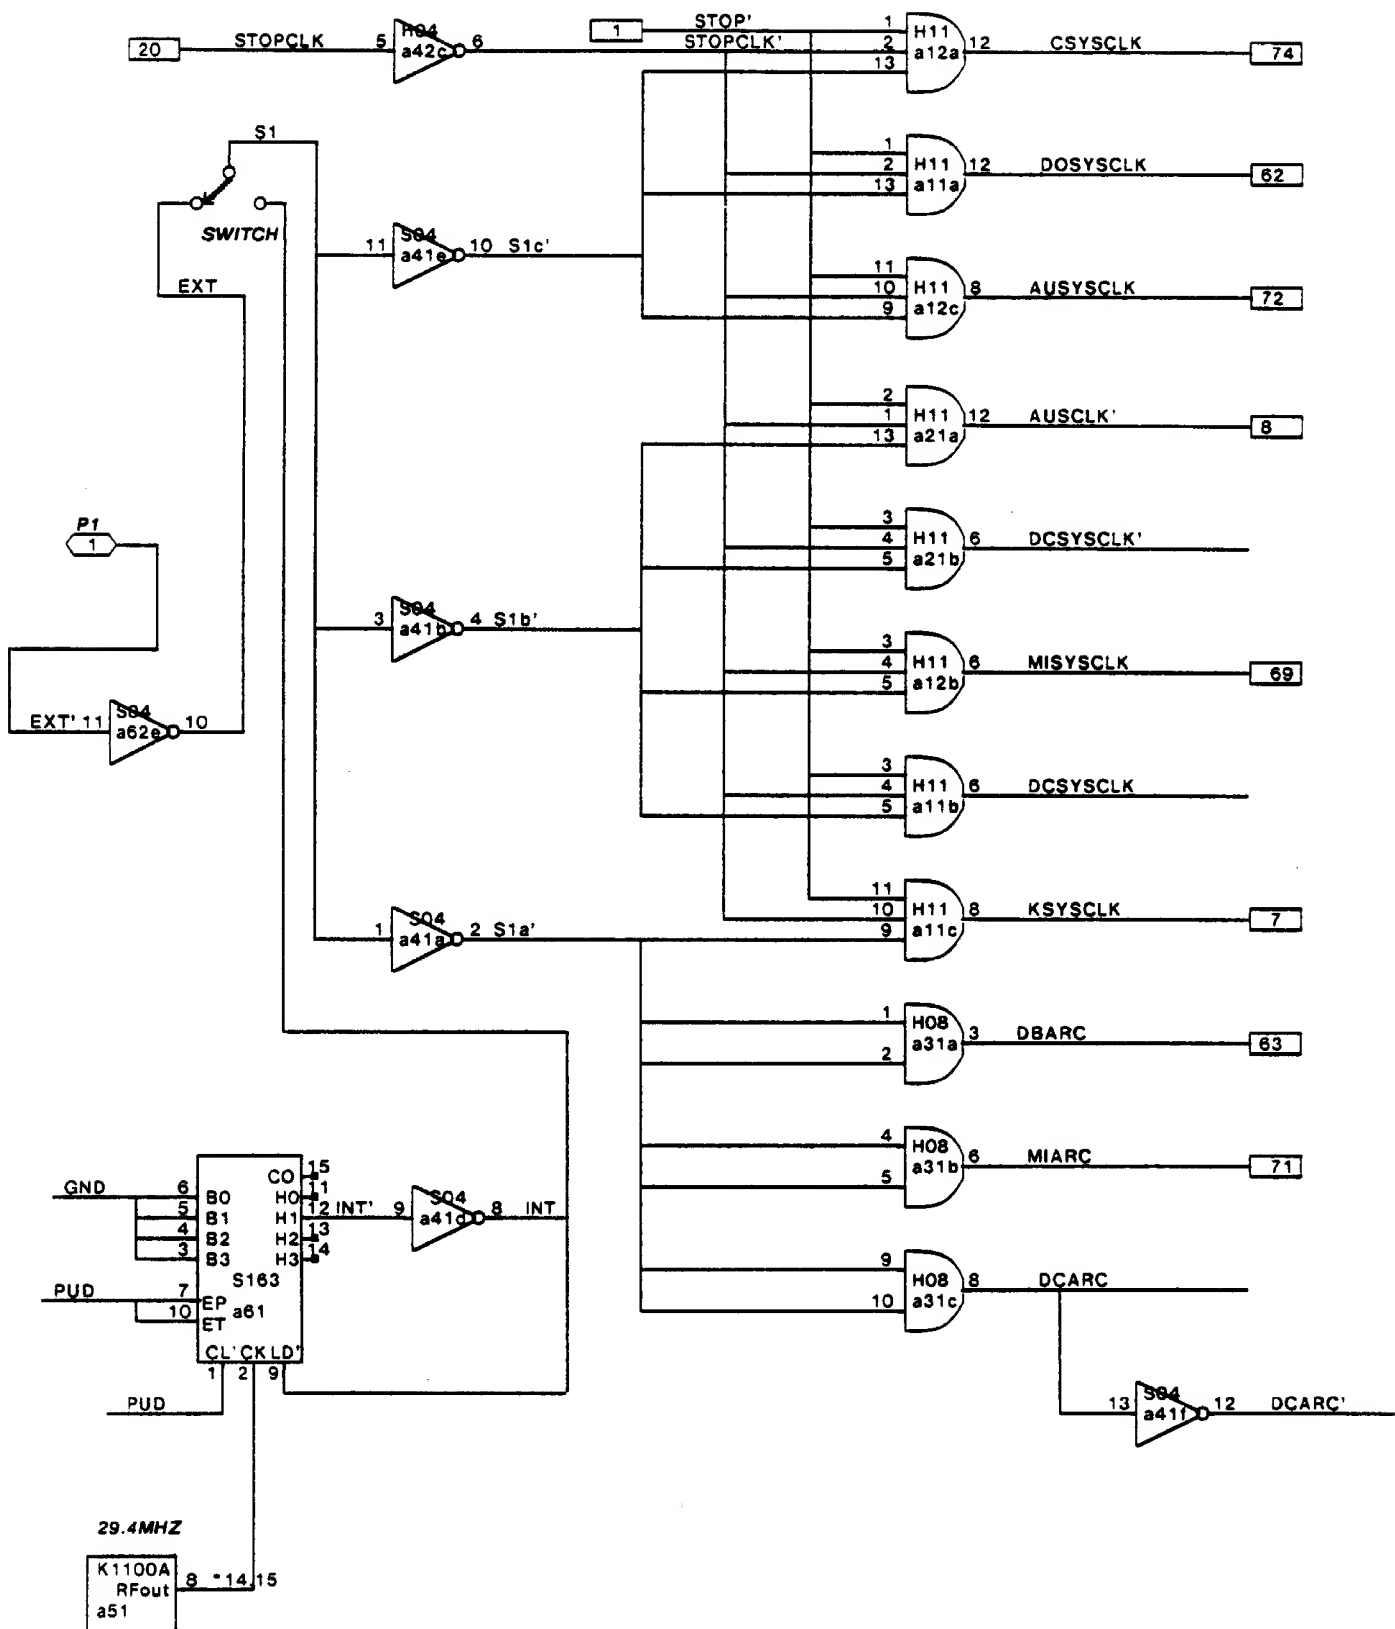 20 STOPCLK 5 H04 a42c 6 STOPCLK'
1 STOP'
1 2 13 H11 a12a 12 CSYSCLK 74
S1
SWITCH
EXT
1 2 13 H11 a11a 12 DOSYSCLK 62
11 S04 a41e 10 S1c'
11 10 9 H11 a12c 8 AUSYSCLK 72
2 1 13 H11 a21a 12 AUSCLK' 8
P1
1
3 4 5 H11 a21b 6 DCSYSCLK'
3 S04 a41b 4 S1b'
3 4 5 H11 a12b 6 MISYSCLK 69
EXT' 11 S04 a62e 10
3 4 5 H11 a11b 6 DCSYSCLK
1 S04 a41a 2 S1a'
11 10 9 H11 a11c 8 KSYSCLK 7
1 2 H08 a31a 3 DBARC 63
4 5 H08 a31b 6 MIARC 71
CO 15
GND 6 B0 H0 11
5 B1 H1 12 INT' 9 S04 8 INT
4 B2 H2 13
3 B3 H3 14
S163
PUD 7 EP a61
10 ET
CL' CK LD'
1 2 9
PUD
9 10 H08 a31c 8 DCARC
13 S04 a41f 12 DCARC'
29.4MHZ
K1100A
RFout 8 *14,15
a51